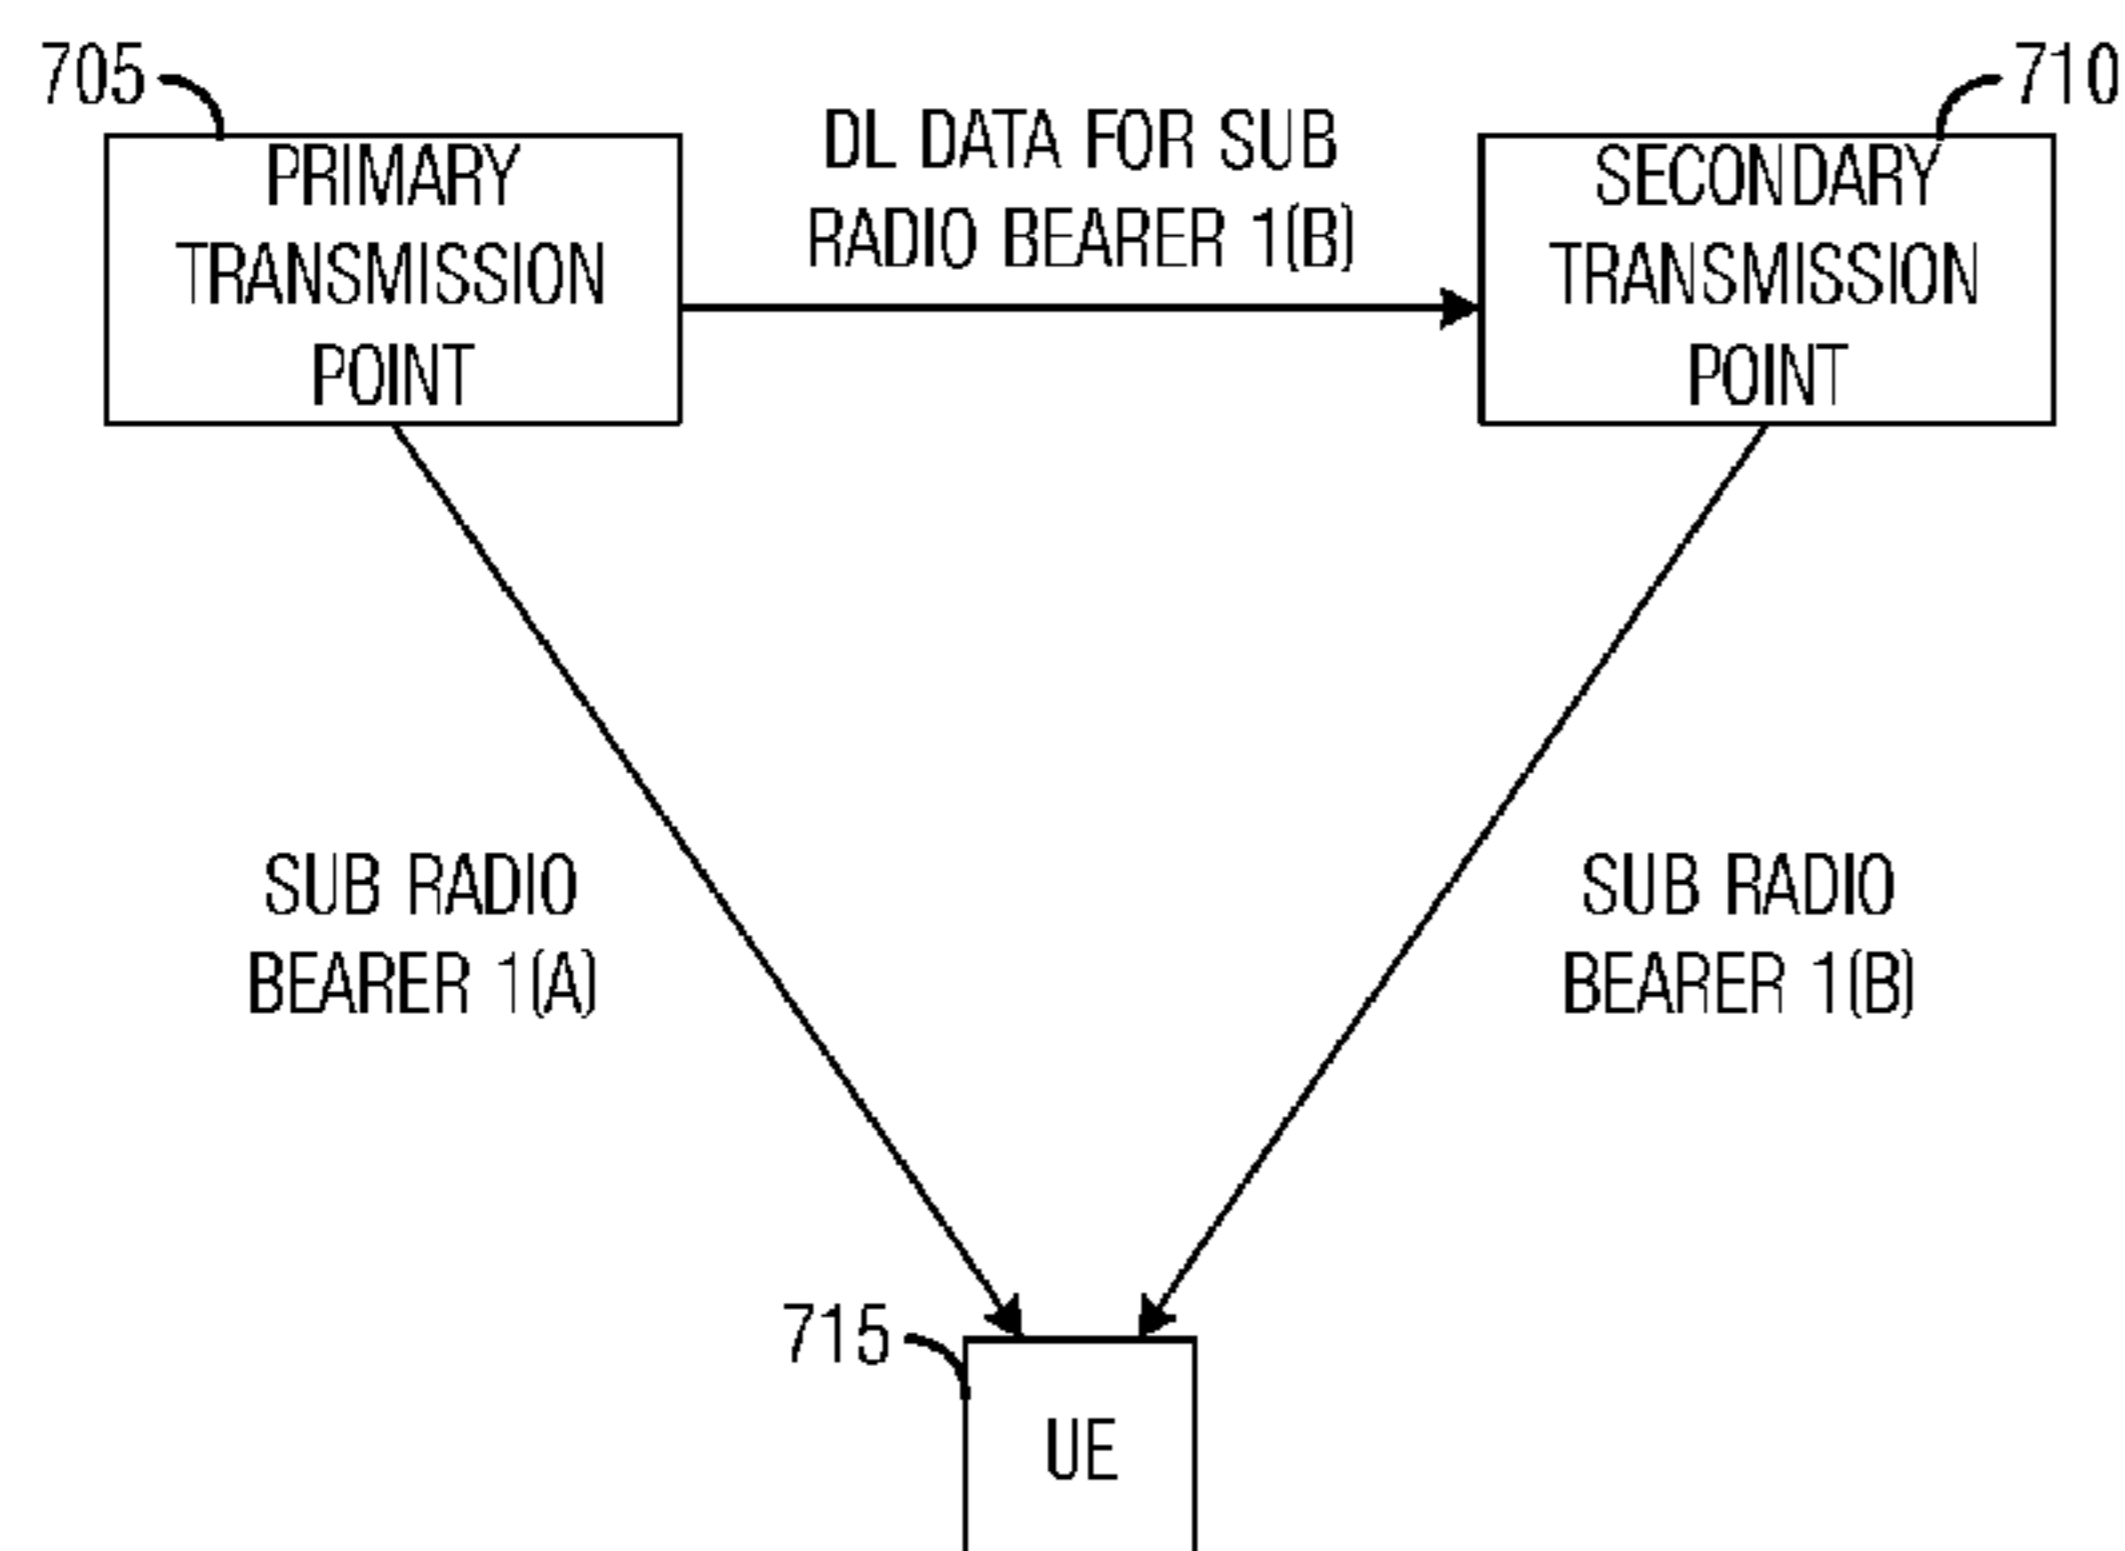 705
710
DL DATA FOR SUB
RADIO BEARER 1(B)
PRIMARY
TRANSMISSION
POINT
SECONDARY
TRANSMISSION
POINT
SUB RADIO
BEARER 1(A)
SUB RADIO
BEARER 1(B)
715
UE